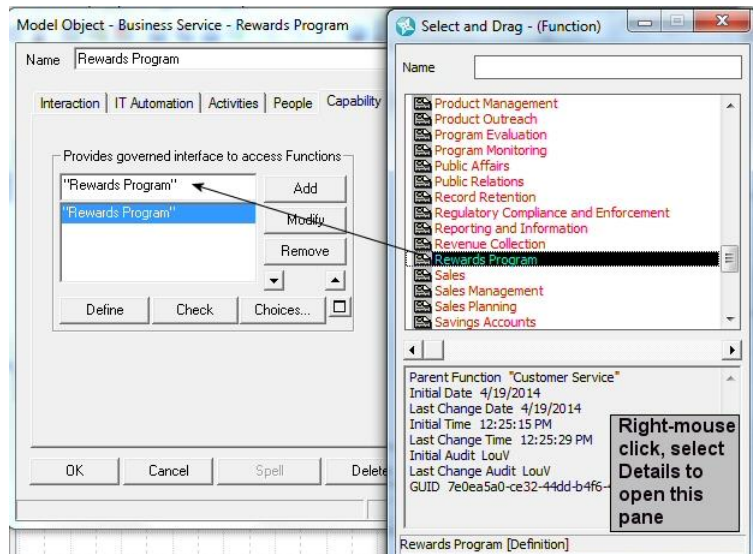 Model Object - Business Service - Rewards Program
Name Rewards Program
Interaction IT Automation Activities People Capability
Provides governed interface to access Functions
"Rewards Program"
Add
"Rewards Program"
Modify
Remove
Define Check Choices...
OK Cancel Spell Delete
Select and Drag - (Function)
Name
Product Management
Product Outreach
Program Evaluation
Program Monitoring
Public Affairs
Public Relations
Record Retention
Regulatory Compliance and Enforcement
Reporting and Information
Revenue Collection
Rewards Program
Sales
Sales Management
Sales Planning
Savings Accounts
Parent Function "Customer Service"
Initial Date 4/19/2014
Last Change Date 4/19/2014
Initial Time 12:25:15 PM
Last Change Time 12:25:29 PM
Initial Audit LouV
Last Change Audit LouV
GUID 7e0ea5a0-ce32-44dd-b4f6-
Right-mouse
click, select
Details to
open this
pane
Rewards Program [Definition]